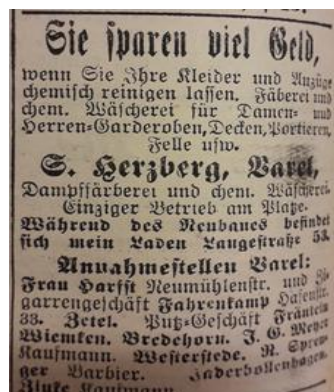 Sie sparen viel Geld,
wenn Sie Ihre Kleider und Anzüge
chemisch reinigen lassen. Färberei und
chem. Wäscherei für Damen- und
Herren-Garderoben, Decken, Portieren,
Felle usw.
S. Herzberg, Varel,
Dampffärberei und chem. Wäscherei.
Einziger Betrieb am Platze.
Während des Neubaues befindet
sich mein Laden Langestraße 53.
Annahmestellen Varel:
Frau Harfst Neumühlenstr. und Zi-
garrengeschäft Fahrenkamp Hafenstr.
33. Zetel. Putz-Geschäft Fräulein
Wiemken. Bredehorn. J. G. Meyer
Kaufmann. Westerstede. R. Spren-
ger Barbier. Jaderbollenhagen
Kaufmann